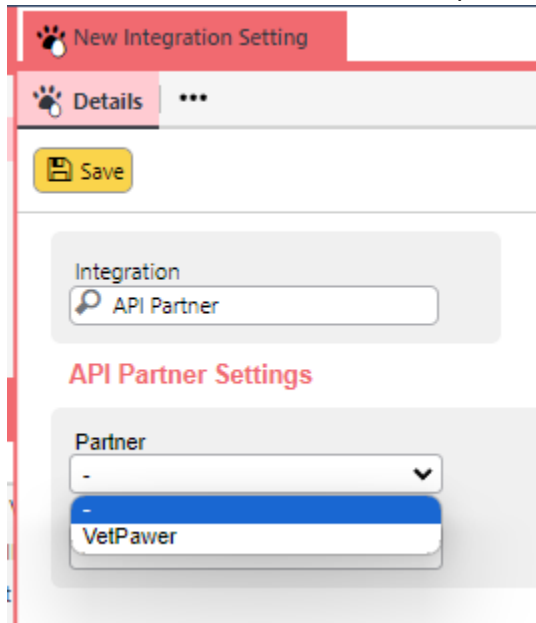 New Integration Setting
Details
Save
Integration
API Partner
API Partner Settings
Partner
-
-
VetPawer